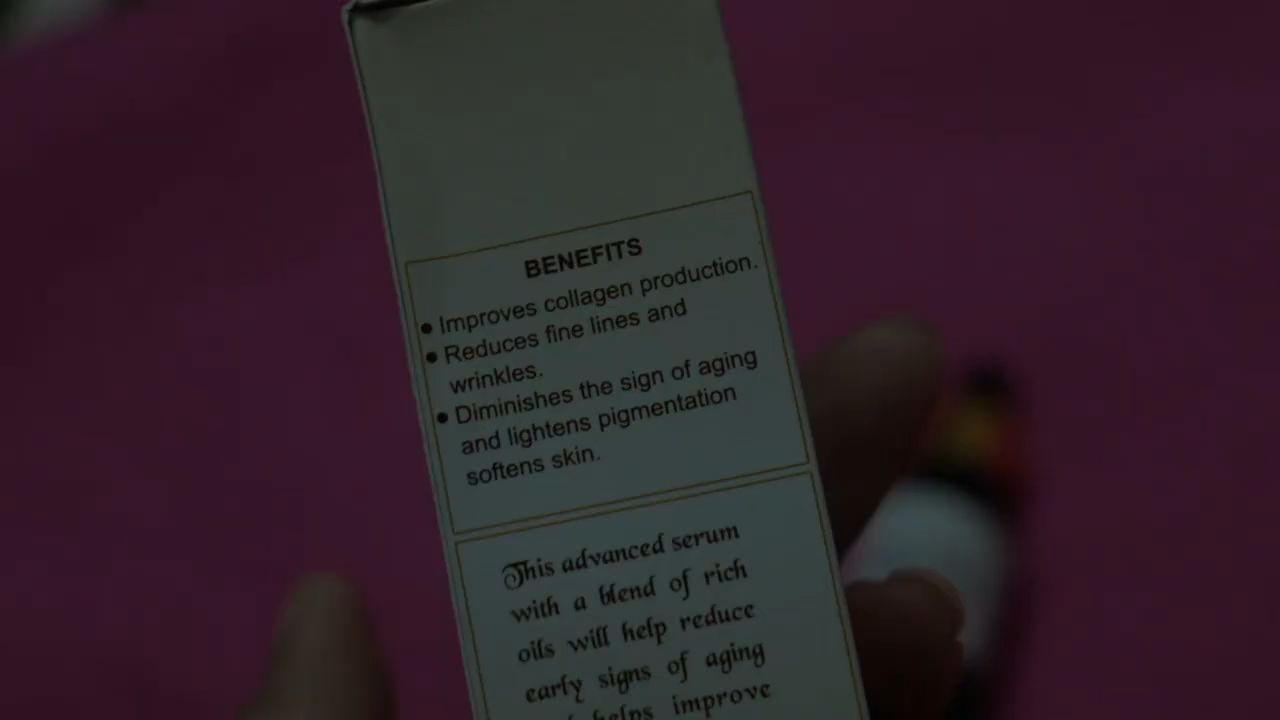 BENEFITS
● Improves collagen production.
● Reduces fine lines and
wrinkles.
● Diminishes the sign of aging
and lightens pigmentation
softens skin.
This advanced serum
with a blend of rich
oils will help reduce
early signs of aging
helps improve